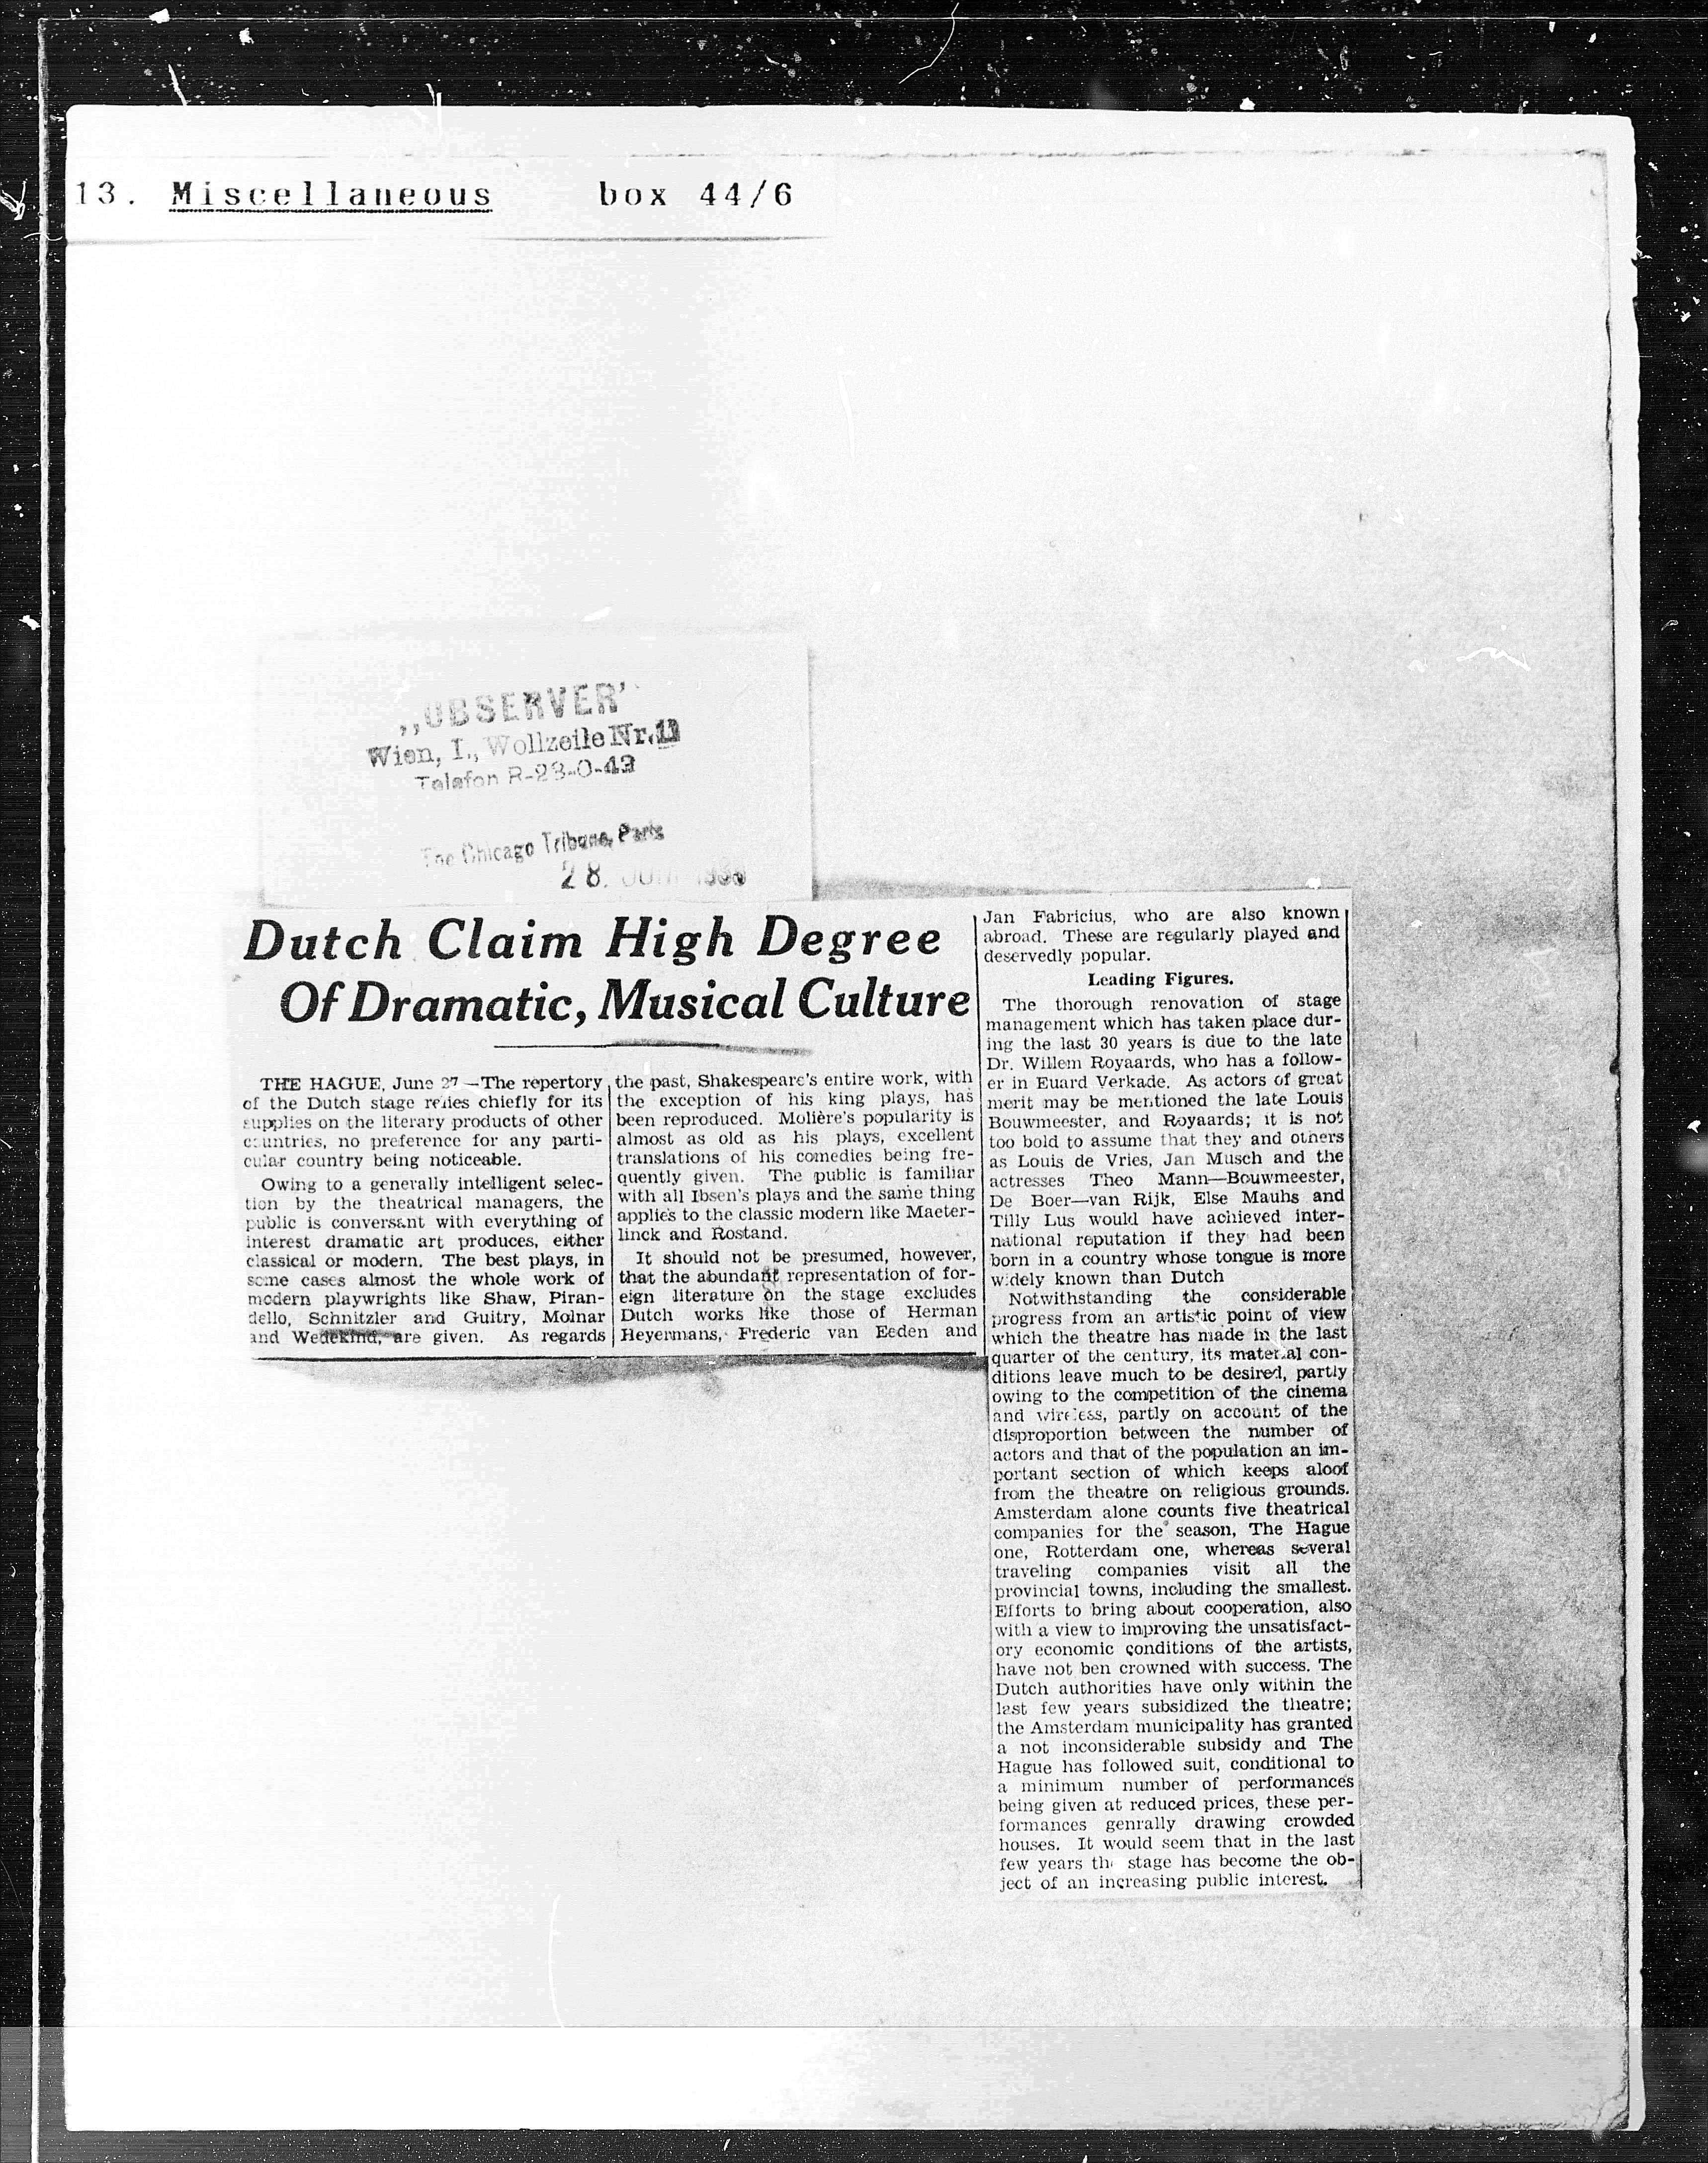 13. Miscellaneous box 44/6
„OBSERVER"
Wien, I., Wollzeile Nr. 11
Telefon R-23-0-43
The Chicago Tribune, Paris
28.
Dutch Claim High Degree
Of Dramatic, Musical Culture
THE HAGUE, June 27—The repertory
of the Dutch stage relies chiefly for its
supplies on the literary products of other
countries, no preference for any parti-
cular country being noticeable.
Owing to a generally intelligent selec-
tion by the theatrical managers, the
public is conversant with everything of
interest dramatic art produces, either
classical or modern. The best plays, in
some cases almost the whole work of
modern playwrights like Shaw, Piran-
dello, Schnitzler and Guitry, Molnar
and Wedekind, are given. As regards
the past, Shakespeare's entire work, with
the exception of his king plays, has
been reproduced. Molière's popularity is
almost as old as his plays, excellent
translations of his comedies being fre-
quently given. The public is familiar
with all Ibsen's plays and the same thing
applies to the classic modern like Maeter-
linck and Rostand.
It should not be presumed, however,
that the abundant representation of for-
eign literature on the stage excludes
Dutch works like those of Herman
Heyermans, Frederic van Eeden and
Jan Fabricius, who are also known
abroad. These are regularly played and
deservedly popular.
Leading Figures.
The thorough renovation of stage
management which has taken place dur-
ing the last 30 years is due to the late
Dr. Willem Royaards, who has a follow-
er in Euard Verkade. As actors of great
merit may be mentioned the late Louis
Bouwmeester, and Royaards; it is not
too bold to assume that they and others
as Louis de Vries, Jan Musch and the
actresses Theo Mann—Bouwmeester,
De Boer—van Rijk, Else Mauhs and
Tilly Lus would have achieved inter-
national reputation if they had been
born in a country whose tongue is more
widely known than Dutch
Notwithstanding the considerable
progress from an artistic point of view
which the theatre has made in the last
quarter of the century, its material con-
ditions leave much to be desired, partly
owing to the competition of the cinema
and wireless, partly on account of the
disproportion between the number of
actors and that of the population an im-
portant section of which keeps aloof
from the theatre on religious grounds.
Amsterdam alone counts five theatrical
companies for the season, The Hague
one, Rotterdam one, whereas several
traveling companies visit all the
provincial towns, including the smallest.
Efforts to bring about cooperation, also
with a view to improving the unsatisfact-
ory economic conditions of the artists,
have not ben crowned with success. The
Dutch authorities have only within the
last few years subsidized the theatre;
the Amsterdam municipality has granted
a not inconsiderable subsidy and The
Hague has followed suit, conditional to
a minimum number of performances
being given at reduced prices, these per-
formances genrally drawing crowded
houses. It would seem that in the last
few years the stage has become the ob-
ject of an increasing public interest.